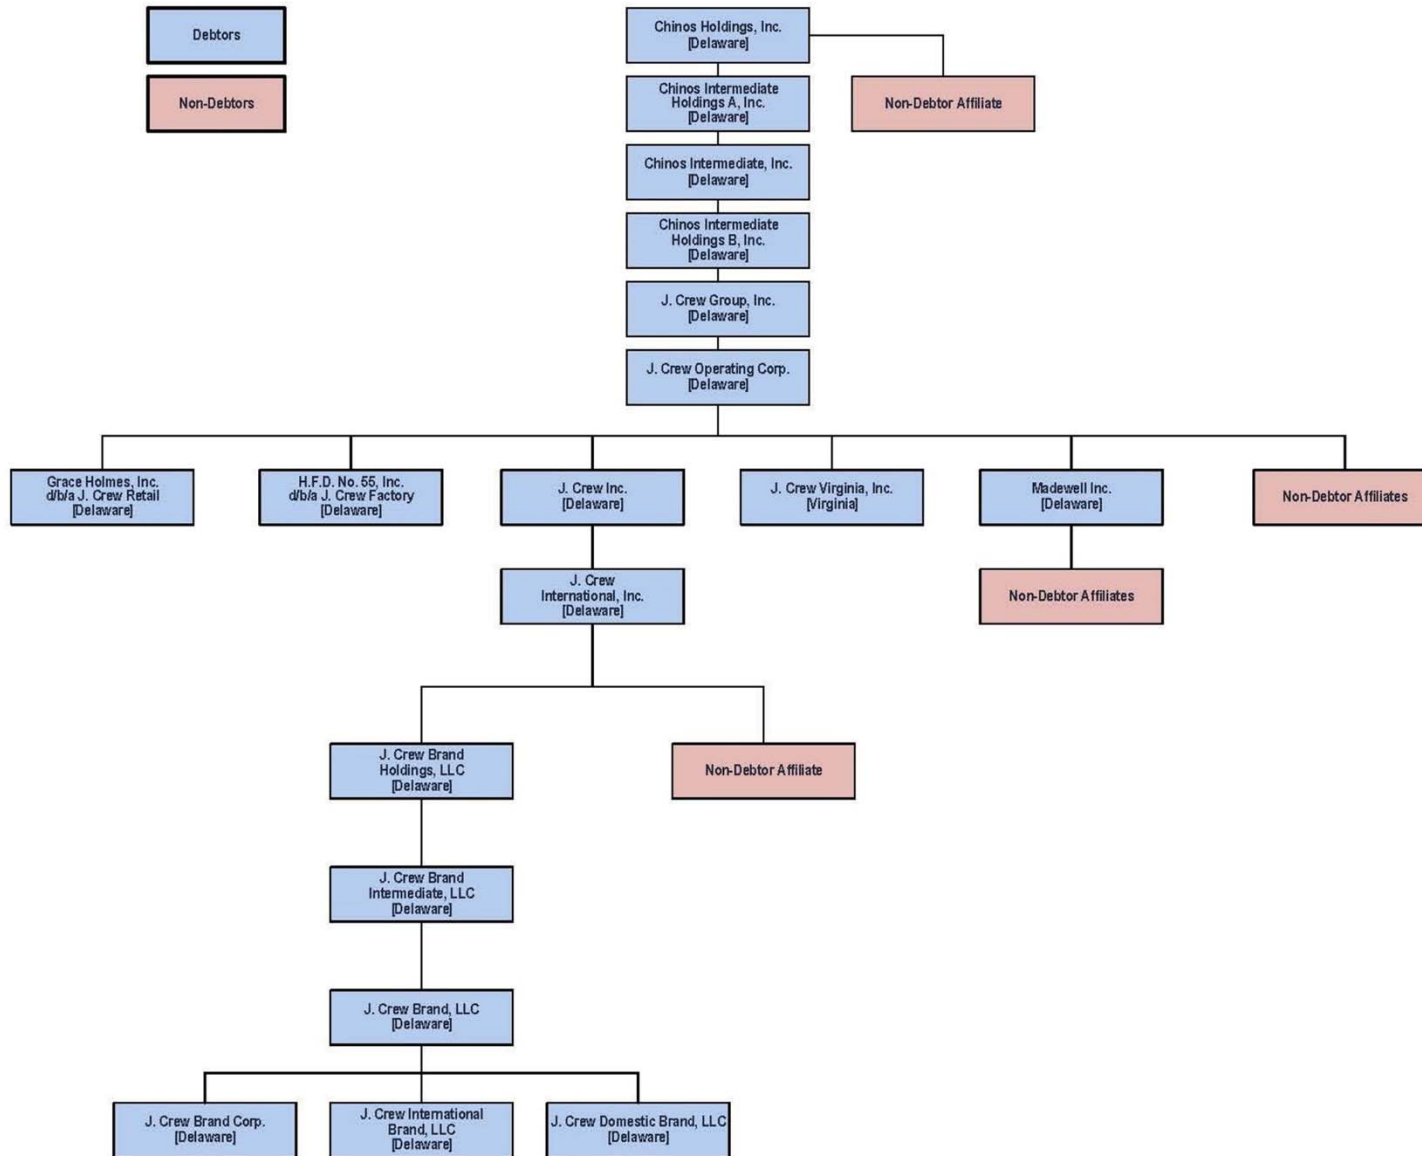 Debtors
Chinos Holdings, Inc.
[Delaware]
Non-Debtors
Chinos Intermediate
Holdings A, Inc.
[Delaware]
Non-Debtor Affiliate
Chinos Intermediate, Inc.
[Delaware]
Chinos Intermediate
Holdings B, Inc.
[Delaware]
J. Crew Group, Inc.
[Delaware]
J. Crew Operating Corp.
[Delaware]
Grace Holmes, Inc.
d/b/a J. Crew Retail
[Delaware]
H.F.D. No. 55, Inc.
d/b/a J. Crew Factory
[Delaware]
J. Crew Inc.
[Delaware]
J. Crew Virginia, Inc.
[Virginia]
Madewell Inc.
[Delaware]
Non-Debtor Affiliates
J. Crew
International, Inc.
[Delaware]
Non-Debtor Affiliates
J. Crew Brand
Holdings, LLC
[Delaware]
Non-Debtor Affiliate
J. Crew Brand
Intermediate, LLC
[Delaware]
J. Crew Brand, LLC
[Delaware]
J. Crew Brand Corp.
[Delaware]
J. Crew International
Brand, LLC
[Delaware]
J. Crew Domestic Brand, LLC
[Delaware]